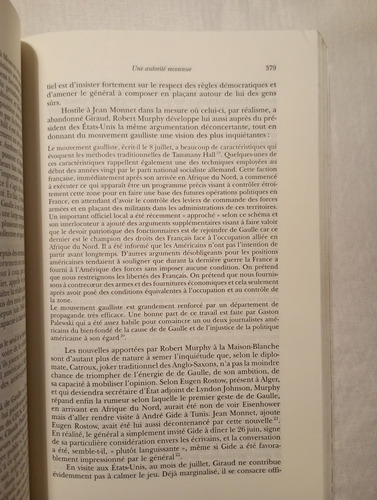 Une autorité reconnue
379
tiel est d'insister fortement sur le respect des règles démocratiques et
d'amener le général à composer en plaçant autour de lui des gens
sûrs.
Hostile à Jean Monnet dans la mesure où celui-ci, par réalisme, a
abandonné Giraud, Robert Murphy développe lui aussi auprès du pré-
sident des États-Unis la même argumentation déconcertante, tout en
donnant du mouvement gaulliste une vision des plus inquiétantes :
Le mouvement gaulliste, écrit-il le 8 juillet, a beaucoup de caractéristiques qui
évoquent les méthodes traditionnelles de Tammany Hall. Quelques-unes de
ces caractéristiques rappellent également une des techniques employées au
début des années vingt par le parti national socialiste allemand. Cette faction
française, immédiatement après son arrivée en Afrique du Nord, a commencé
à exécuter ce qui apparaît être un programme précis visant à contrôler étroi-
tement cette zone pour en faire une base de futures opérations politiques en
France, en attendant d'avoir le contrôle des leviers de commande des forces
armées et en plaçant des militants dans les administrations de ces territoires.
Un important officiel local a été récemment « approché » selon ce schéma et
son interlocuteur a ajouté des arguments supplémentaires visant à faire valoir
que le devoir patriotique des fonctionnaires est de rejoindre de Gaulle car
ce dernier est le champion des droits des Français face à l'occupation alliée en
Afrique du Nord. Il a été informé que les Américains n'ont pas l'intention de
partir avant longtemps. D'autres arguments désobligeants pour les positions
américaines tendent à souligner que durant la dernière guerre la France a
fourni à l'Amérique des forces sans imposer aucune condition. On prétend
que nous restreignons les libertés des Français. On prétend que nous fournis-
sons à contrecœur des armes et des fournitures économiques et cela seulement
après avoir posé des conditions équivalentes à l'occupation et au contrôle de
la zone.
Le mouvement gaulliste est grandement renforcé par un département de
propagande très efficace. Une bonne part de ce travail est faite par Gaston
Palewski qui a été assez habile pour convaincre un ou deux journalistes améri-
cains du bien-fondé de la cause de de Gaulle et de l'injustice de la politique
américaine à son égard.
Les nouvelles apportées par Robert Murphy à la Maison-Blanche
sont d'autant plus de nature à semer l'inquiétude que, selon le diplo-
mate, Catroux, joker traditionnel des Anglo-Saxons, n'a pas la moindre
chance de triompher de l'énergie de de Gaulle, de son ambition, de
sa capacité à mobiliser l'opinion. Selon Eugen Rostow, présent à Alger,
et qui deviendra secrétaire d'État adjoint de Lyndon Johnson, Murphy
répand enfin la rumeur selon laquelle le premier geste de de Gaulle,
en arrivant en Afrique du Nord, aurait été non de voir Eisenhower
mais d'aller rendre visite à André Gide à Tunis. Jean Monnet, ajoute
Eugen Rostow, avait été lui aussi décontenancé par cette nouvelle.
En réalité, le général a simplement invité Gide à dîner le 26 juin, signe
de sa particulière considération envers les écrivains, et la conversation
a été, semble-t-il, « plutôt languissante », même si Gide a été favora-
blement impressionné par le général.
En visite aux États-Unis, au mois de juillet, Giraud ne contribue
évidemment pas à calmer le jeu. Déjà marginalisé, il se consacre offi-